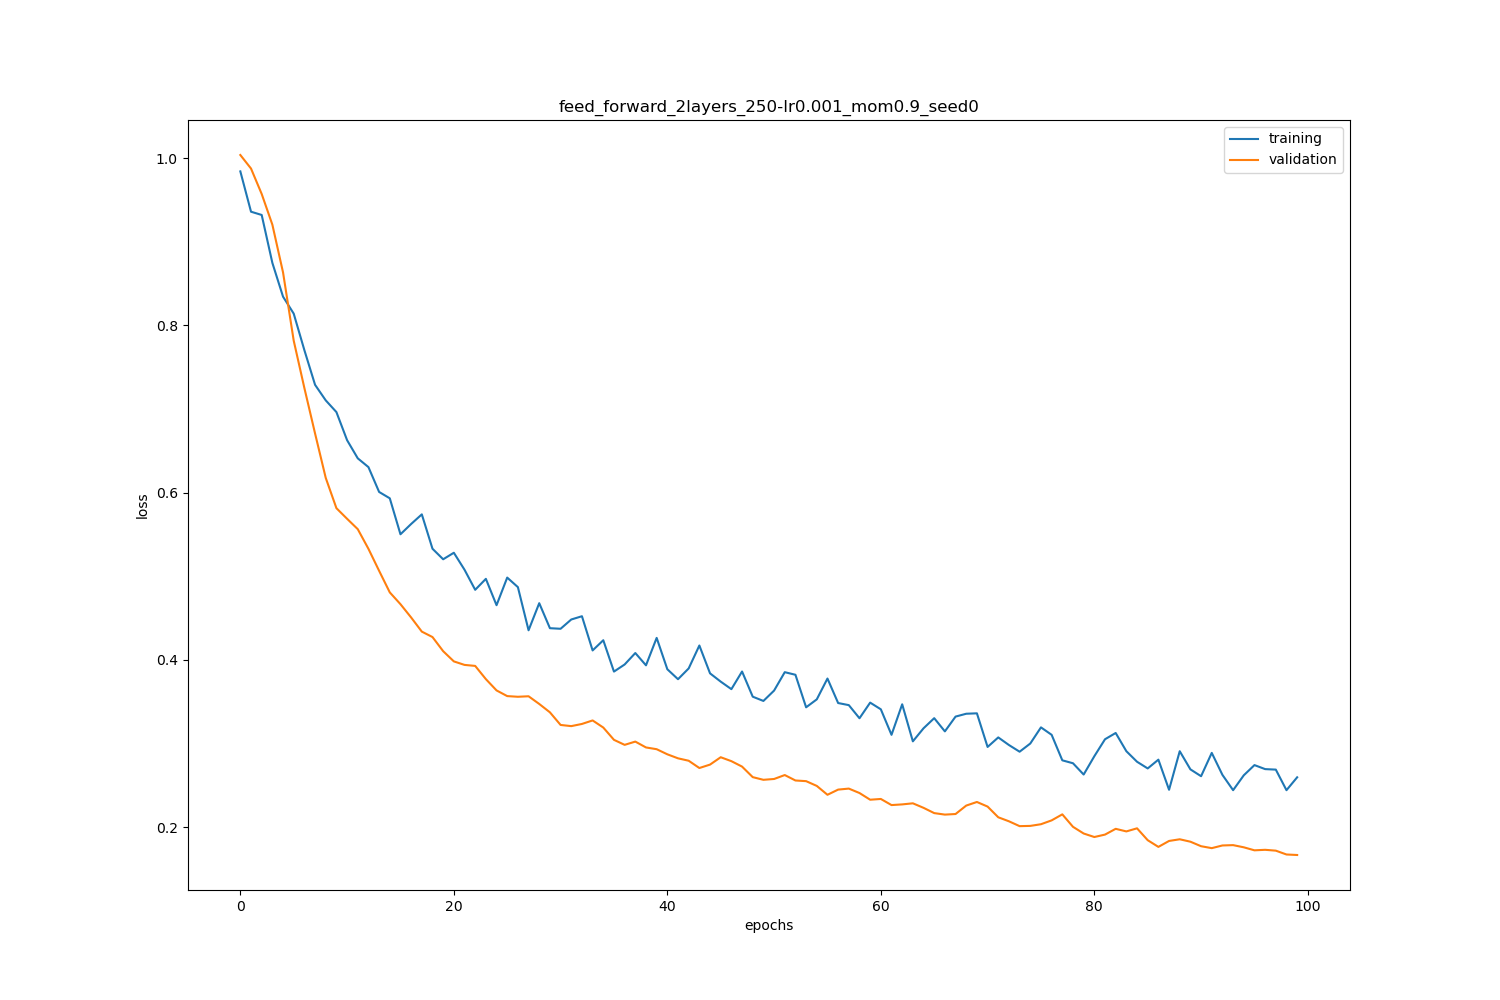 feed_forward_2layers_250-lr0.001_mom0.9_seed0
training
validation
1.0
0.8
0.6
0.4
0.2
loss
0 20 40 60 80 100
epochs